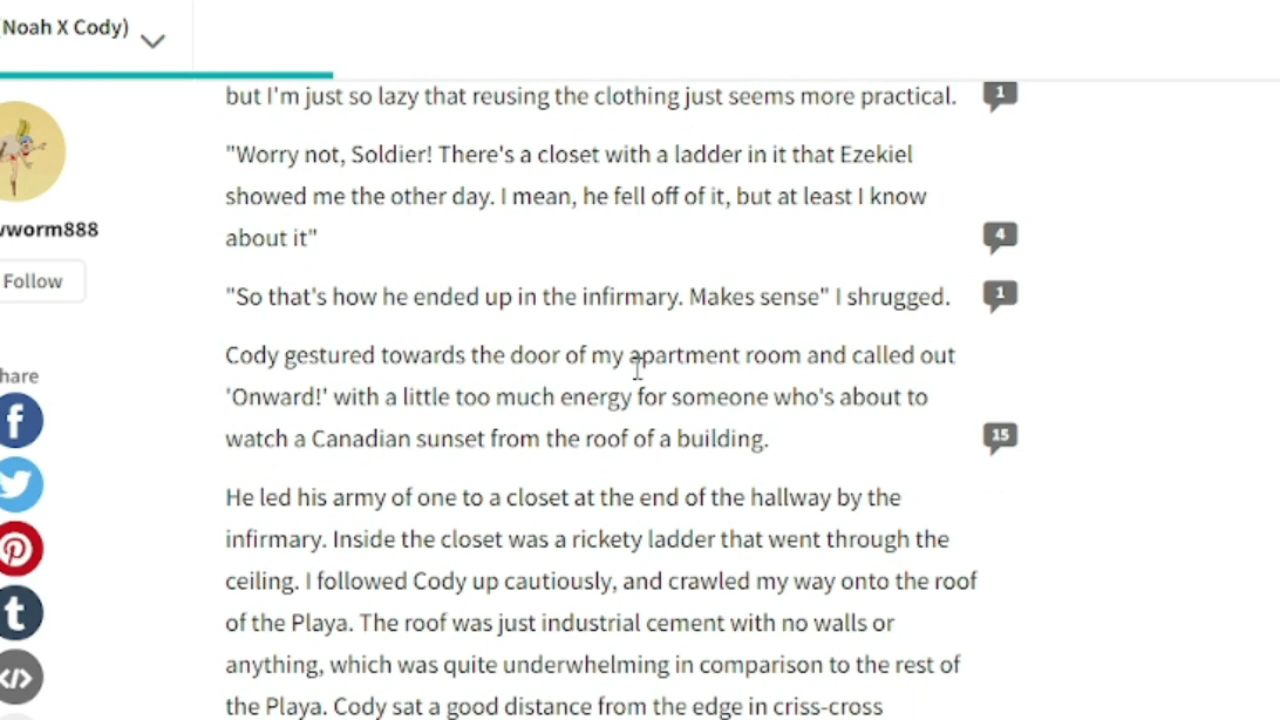 Noah X Cody)
but I'm just so lazy that reusing the clothing just seems more practical.
1
"Worry not, Soldier! There's a closet with a ladder in it that Ezekiel
showed me the other day. I mean, he fell off of it, but at least I know
about it"
4
"So that's how he ended up in the infirmary. Makes sense" I shrugged.
1
Cody gestured towards the door of my apartment room and called out
'Onward!' with a little too much energy for someone who's about to
watch a Canadian sunset from the roof of a building.
15
He led his army of one to a closet at the end of the hallway by the
infirmary. Inside the closet was a rickety ladder that went through the
ceiling. I followed Cody up cautiously, and crawled my way onto the roof
of the Playa. The roof was just industrial cement with no walls or
anything, which was quite underwhelming in comparison to the rest of
the Playa. Cody sat a good distance from the edge in criss-cross
worm888
Follow
hare
f
t
</>